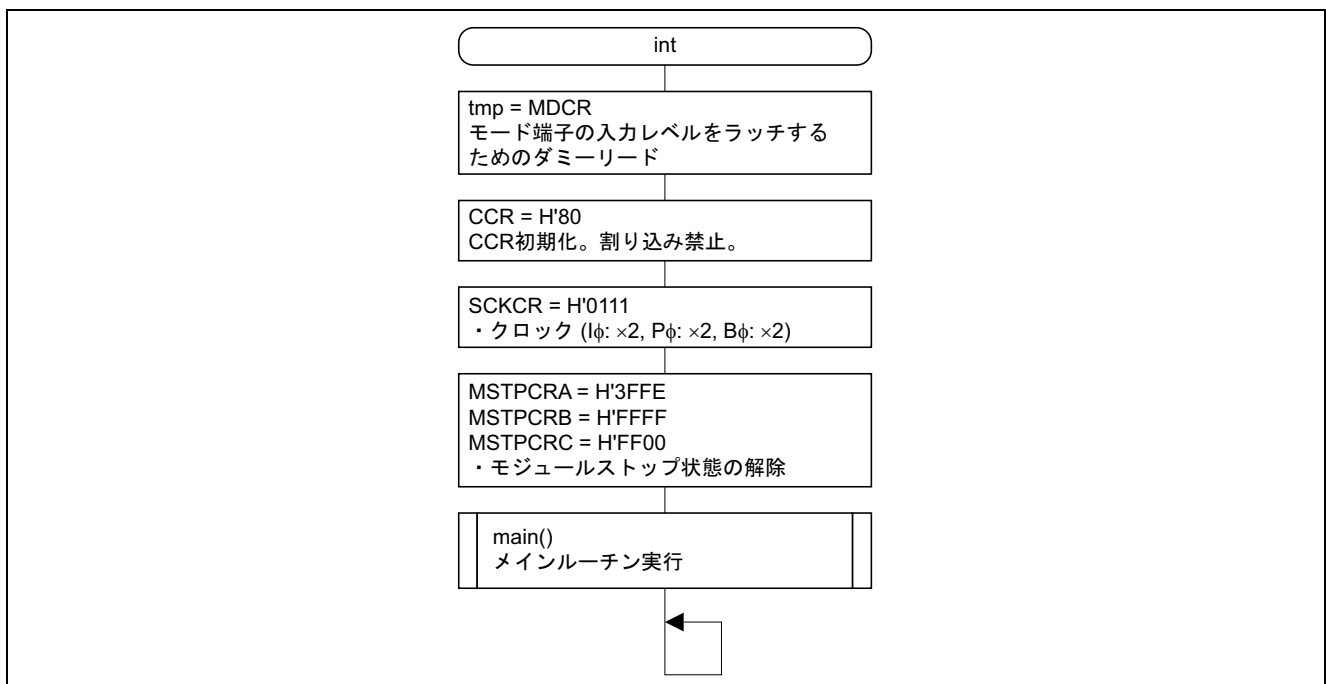 int
tmp = MDCR
モード端子の入力レベルをラッチする
ためのダミーリード
CCR = H'80
CCR初期化。割り込み禁止。
SCKCR = H'0111
・クロック (Iφ: ×2, Pφ: ×2, Bφ: ×2)
MSTPCRA = H'3FFE
MSTPCRB = H'FFFF
MSTPCRC = H'FF00
・モジュールストップ状態の解除
main()
メインルーチン実行